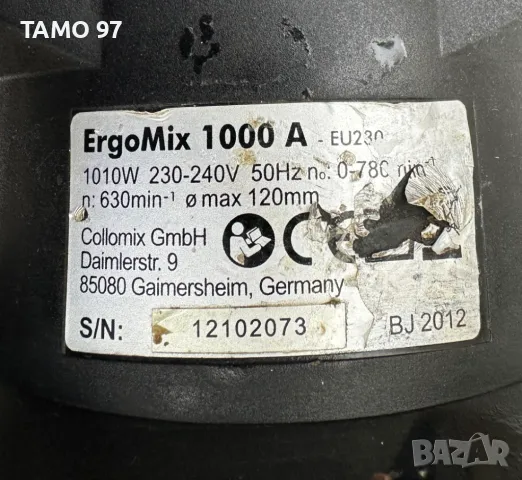 TAMO 97
ErgoMix 1000 A - EU230
1010W 230-240V 50Hz n₀: 0-780 min⁻¹
n: 630min⁻¹ ø max 120mm
Collomix GmbH
Daimlerstr. 9
85080 Gaimersheim, Germany
S/N: 12102073 BJ 2012
BAZAR